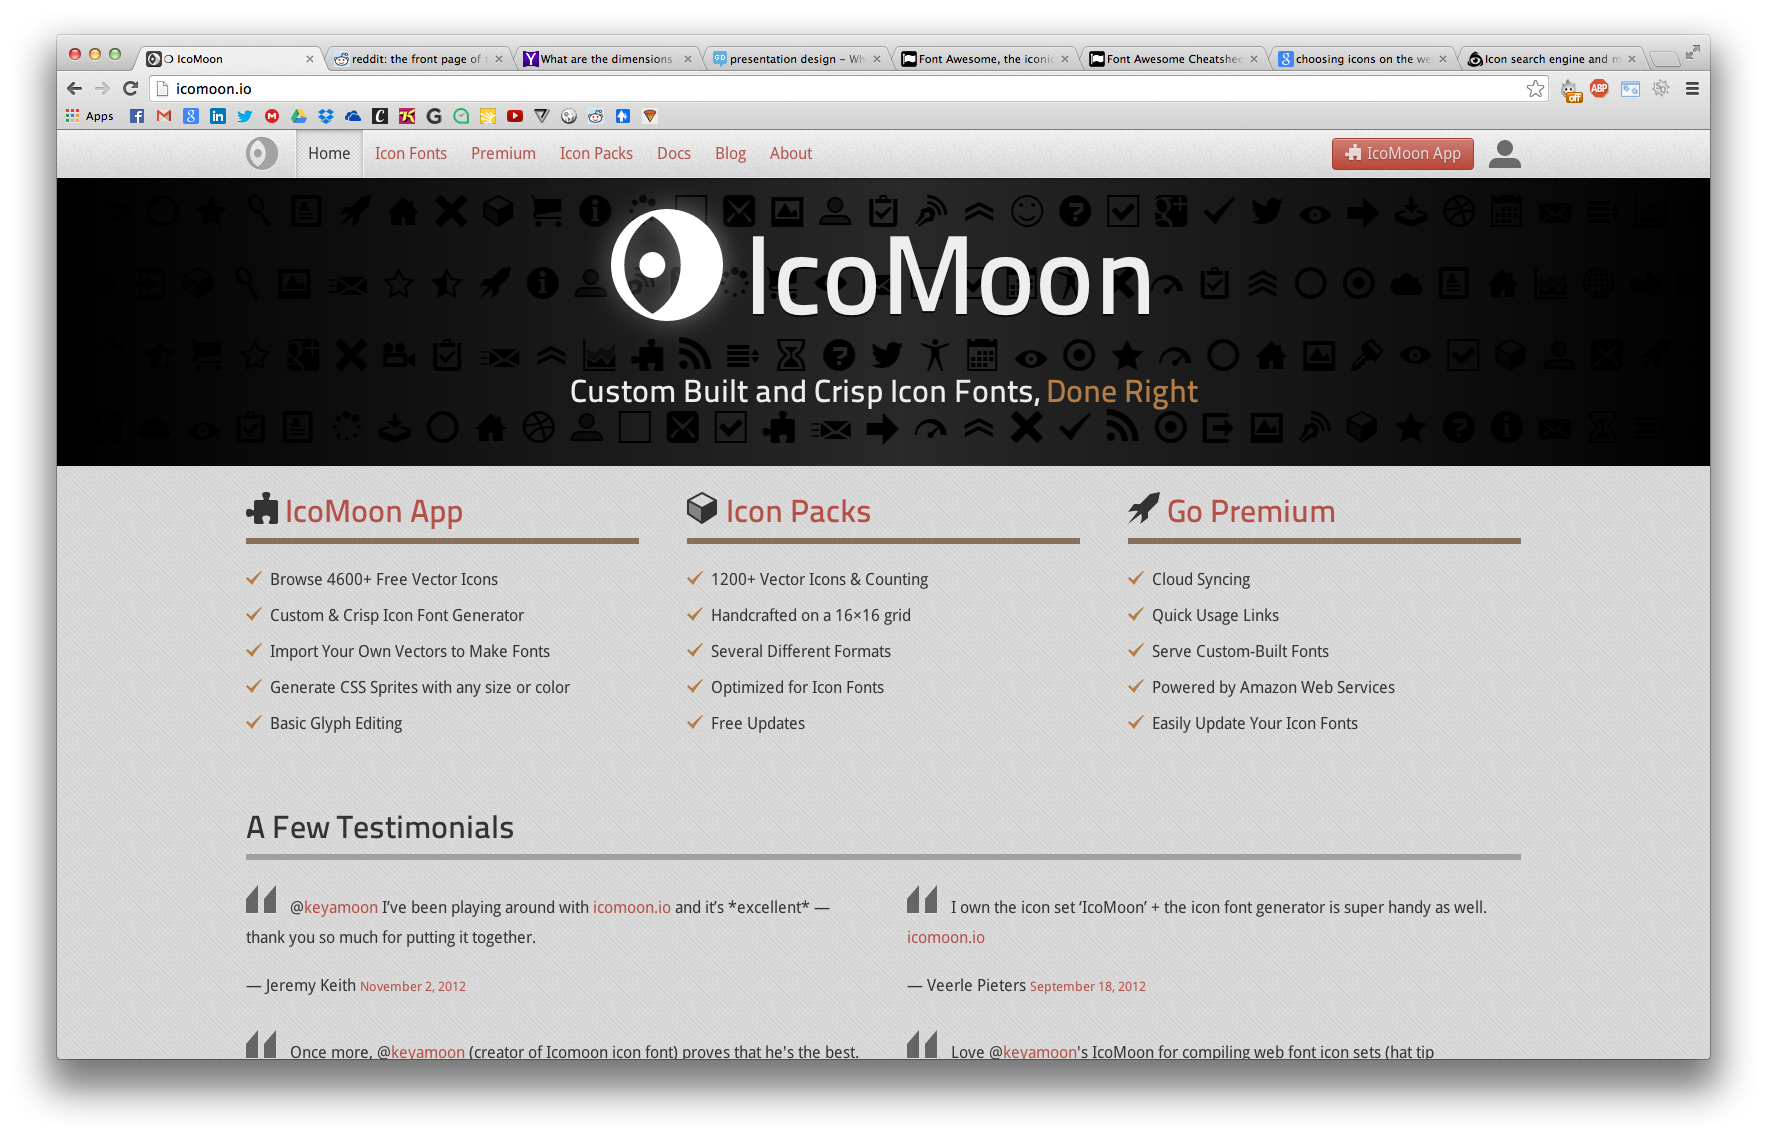 IcoMoon
reddit: the front page of t
What are the dimensions
presentation design – Wh
Font Awesome, the iconic
Font Awesome Cheatshee
choosing icons on the we
Icon search engine and m
icomoon.io
off
ABP
Apps
Home
Icon Fonts
Premium
Icon Packs
Docs
Blog
About
IcoMoon App
IcoMoon
Custom Built and Crisp Icon Fonts, Done Right
IcoMoon App
Browse 4600+ Free Vector Icons
Custom & Crisp Icon Font Generator
Import Your Own Vectors to Make Fonts
Generate CSS Sprites with any size or color
Basic Glyph Editing
Icon Packs
1200+ Vector Icons & Counting
Handcrafted on a 16×16 grid
Several Different Formats
Optimized for Icon Fonts
Free Updates
Go Premium
Cloud Syncing
Quick Usage Links
Serve Custom-Built Fonts
Powered by Amazon Web Services
Easily Update Your Icon Fonts
A Few Testimonials
@keyamoon I’ve been playing around with icomoon.io and it’s *excellent* —
thank you so much for putting it together.
— Jeremy Keith November 2, 2012
I own the icon set ‘IcoMoon’ + the icon font generator is super handy as well.
icomoon.io
— Veerle Pieters September 18, 2012
Once more, @keyamoon (creator of Icomoon icon font) proves that he's the best.
Love @keyamoon's IcoMoon for compiling web font icon sets (hat tip